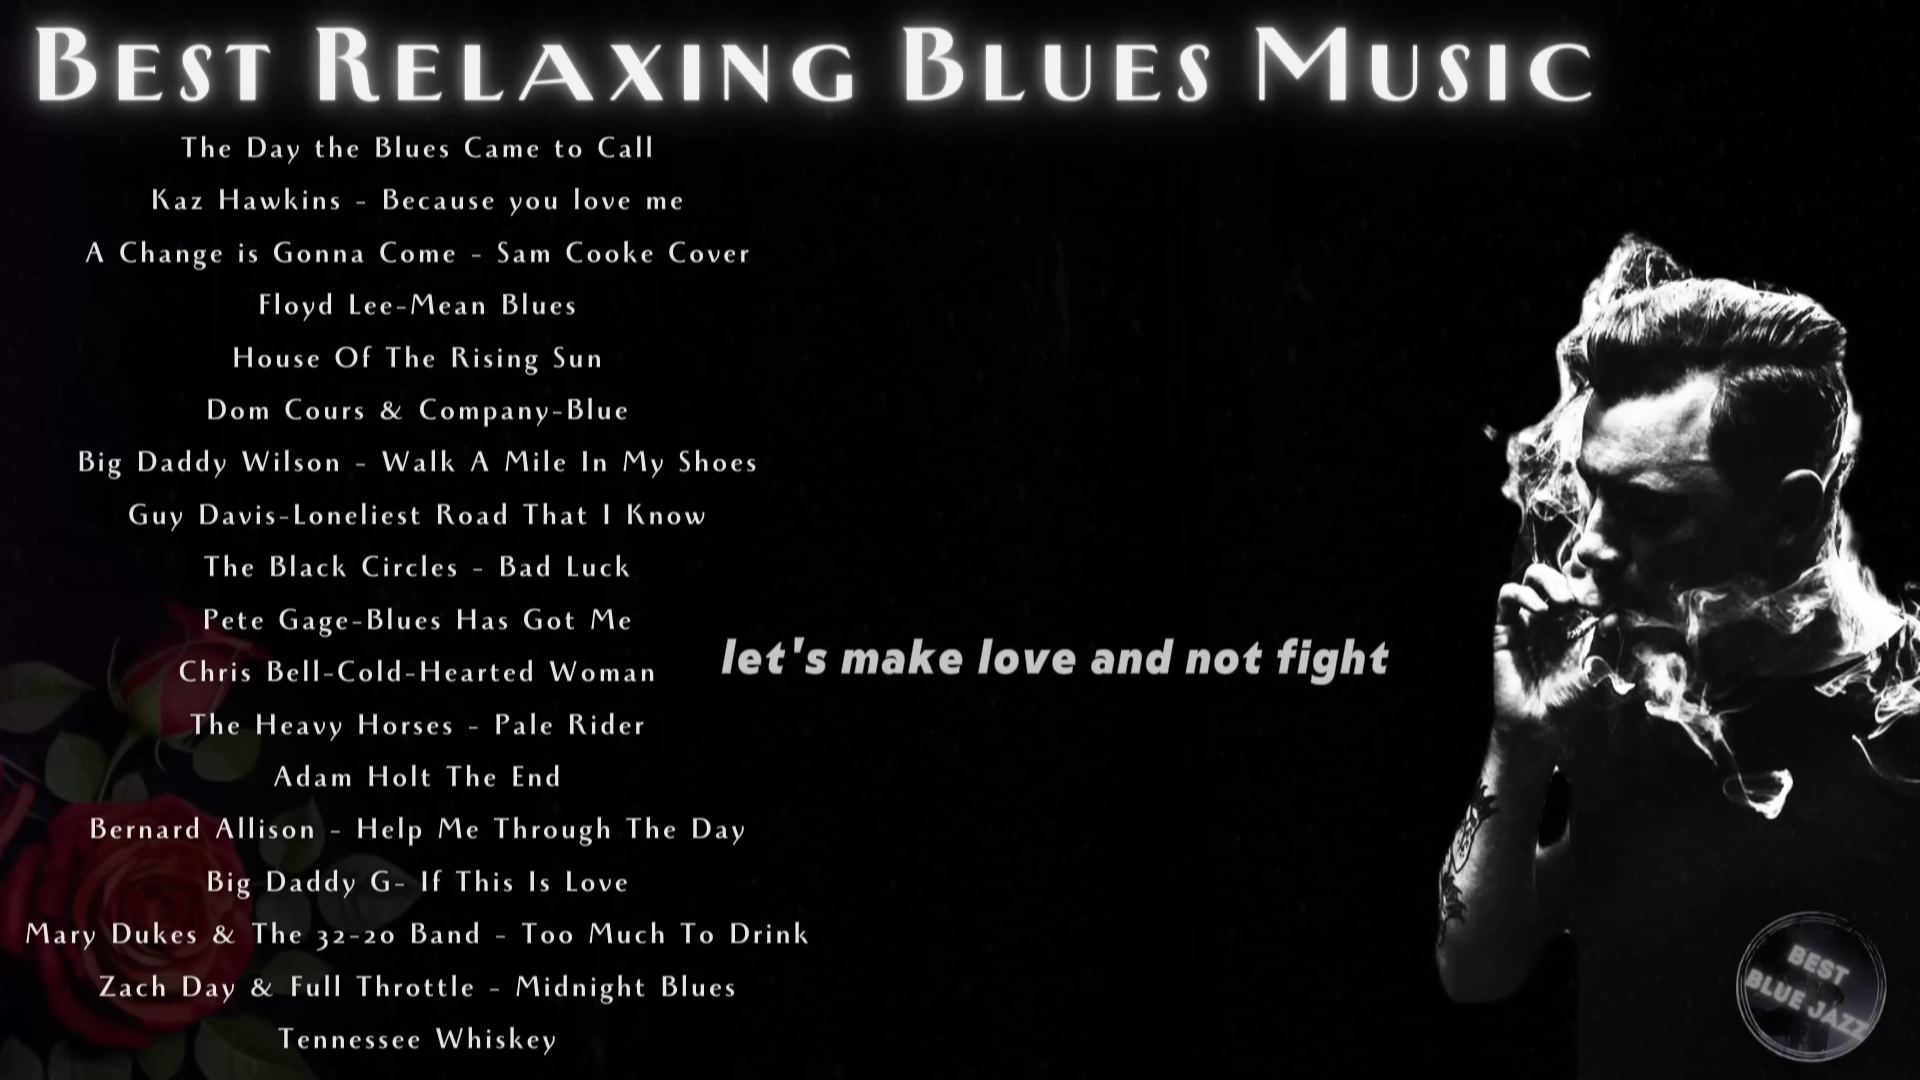 Best Relaxing Blues Music
The Day the Blues Came to Call
Kaz Hawkins - Because you love me
A Change is Gonna Come - Sam Cooke Cover
Floyd Lee-Mean Blues
House Of The Rising Sun
Dom Cours & Company-Blue
Big Daddy Wilson - Walk A Mile In My Shoes
Guy Davis-Loneliest Road That I Know
The Black Circles - Bad Luck
Pete Gage-Blues Has Got Me
Chris Bell-Cold-Hearted Woman
The Heavy Horses - Pale Rider
Adam Holt The End
Bernard Allison - Help Me Through The Day
Big Daddy G- If This Is Love
Mary Dukes & The 32-20 Band - Too Much To Drink
Zach Day & Full Throttle - Midnight Blues
Tennessee Whiskey
let's make love and not fight
BEST
BLUE JAZZ